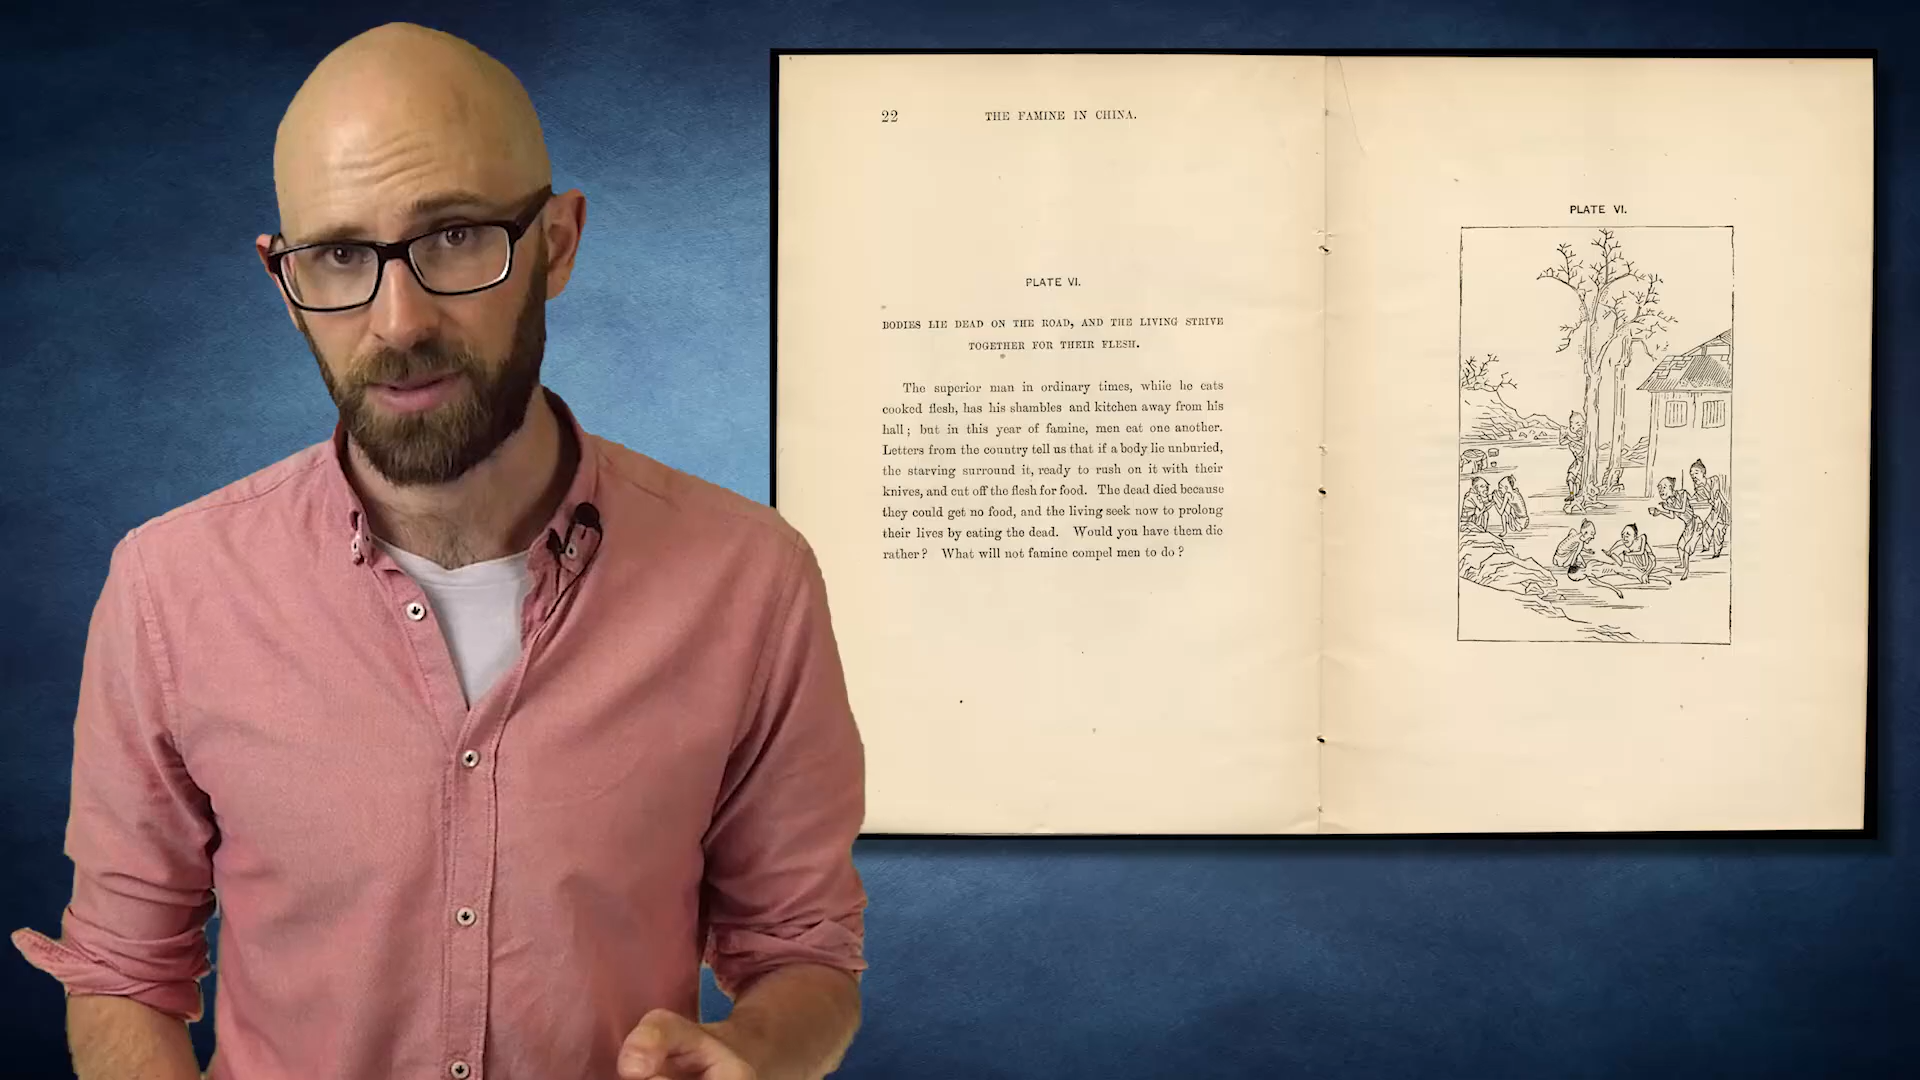 22
THE FAMINE IN CHINA.
PLATE VI.
BODIES LIE DEAD ON THE ROAD, AND THE LIVING STRIVE
TOGETHER FOR THEIR FLESH.
The superior man in ordinary times, while he eats
cooked flesh, has his shambles and kitchen away from his
hall; but in this year of famine, men eat one another.
Letters from the country tell us that if a body lie unburied,
the starving surround it, ready to rush on it with their
knives, and cut off the flesh for food. The dead died because
they could get no food, and the living seek now to prolong
their lives by eating the dead. Would you have them die
rather? What will not famine compel men to do?
PLATE VI.